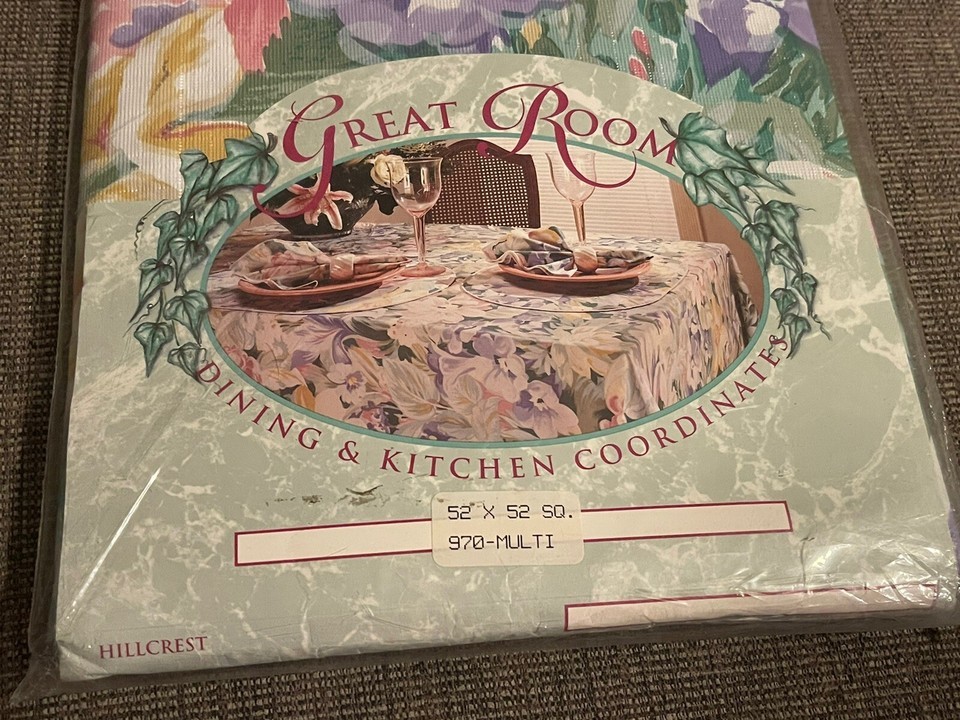 GREAT ROOM
DINING & KITCHEN COORDINATES
52 X 52 SQ.
970-MULTI
HILLCREST